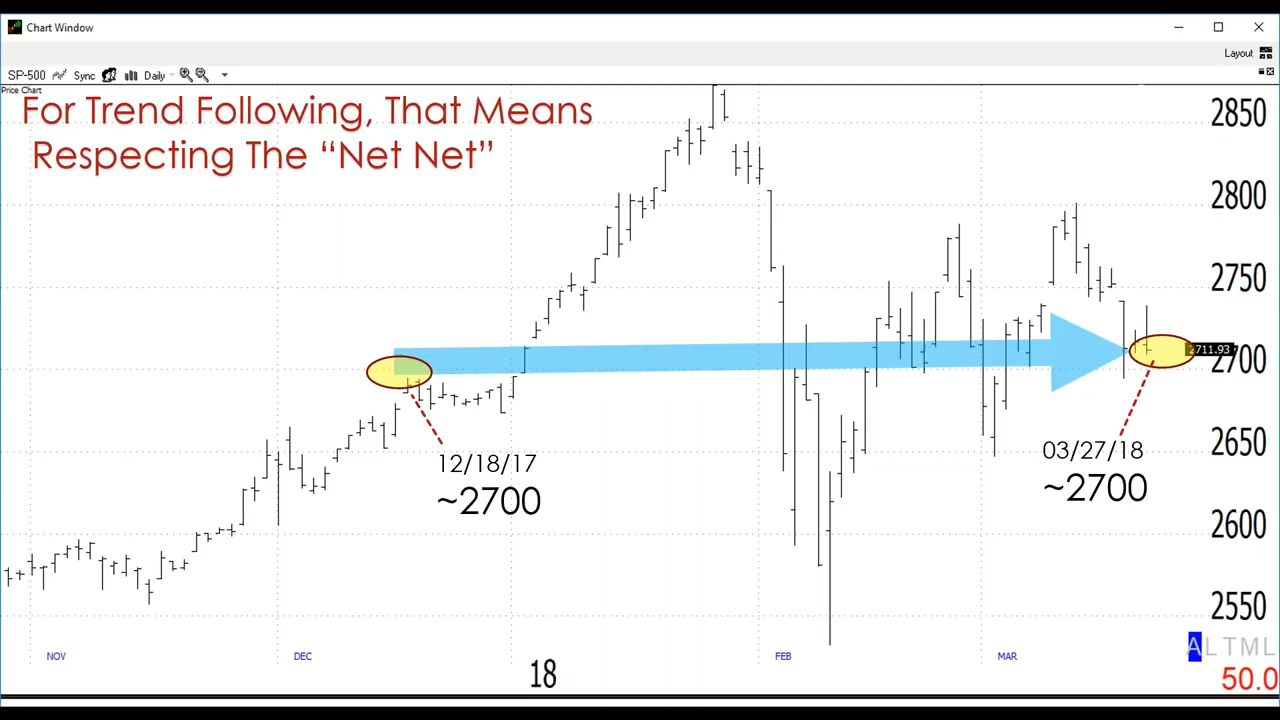 Chart Window
Layout
SP-500 Sync Daily
Price Chart
For Trend Following, That Means
Respecting The “Net Net”
2850
2800
2750
2711.93
2700
2650
2600
2550
12/18/17
~2700
03/27/18
~2700
NOV DEC FEB MAR
18
ALTML
50.0